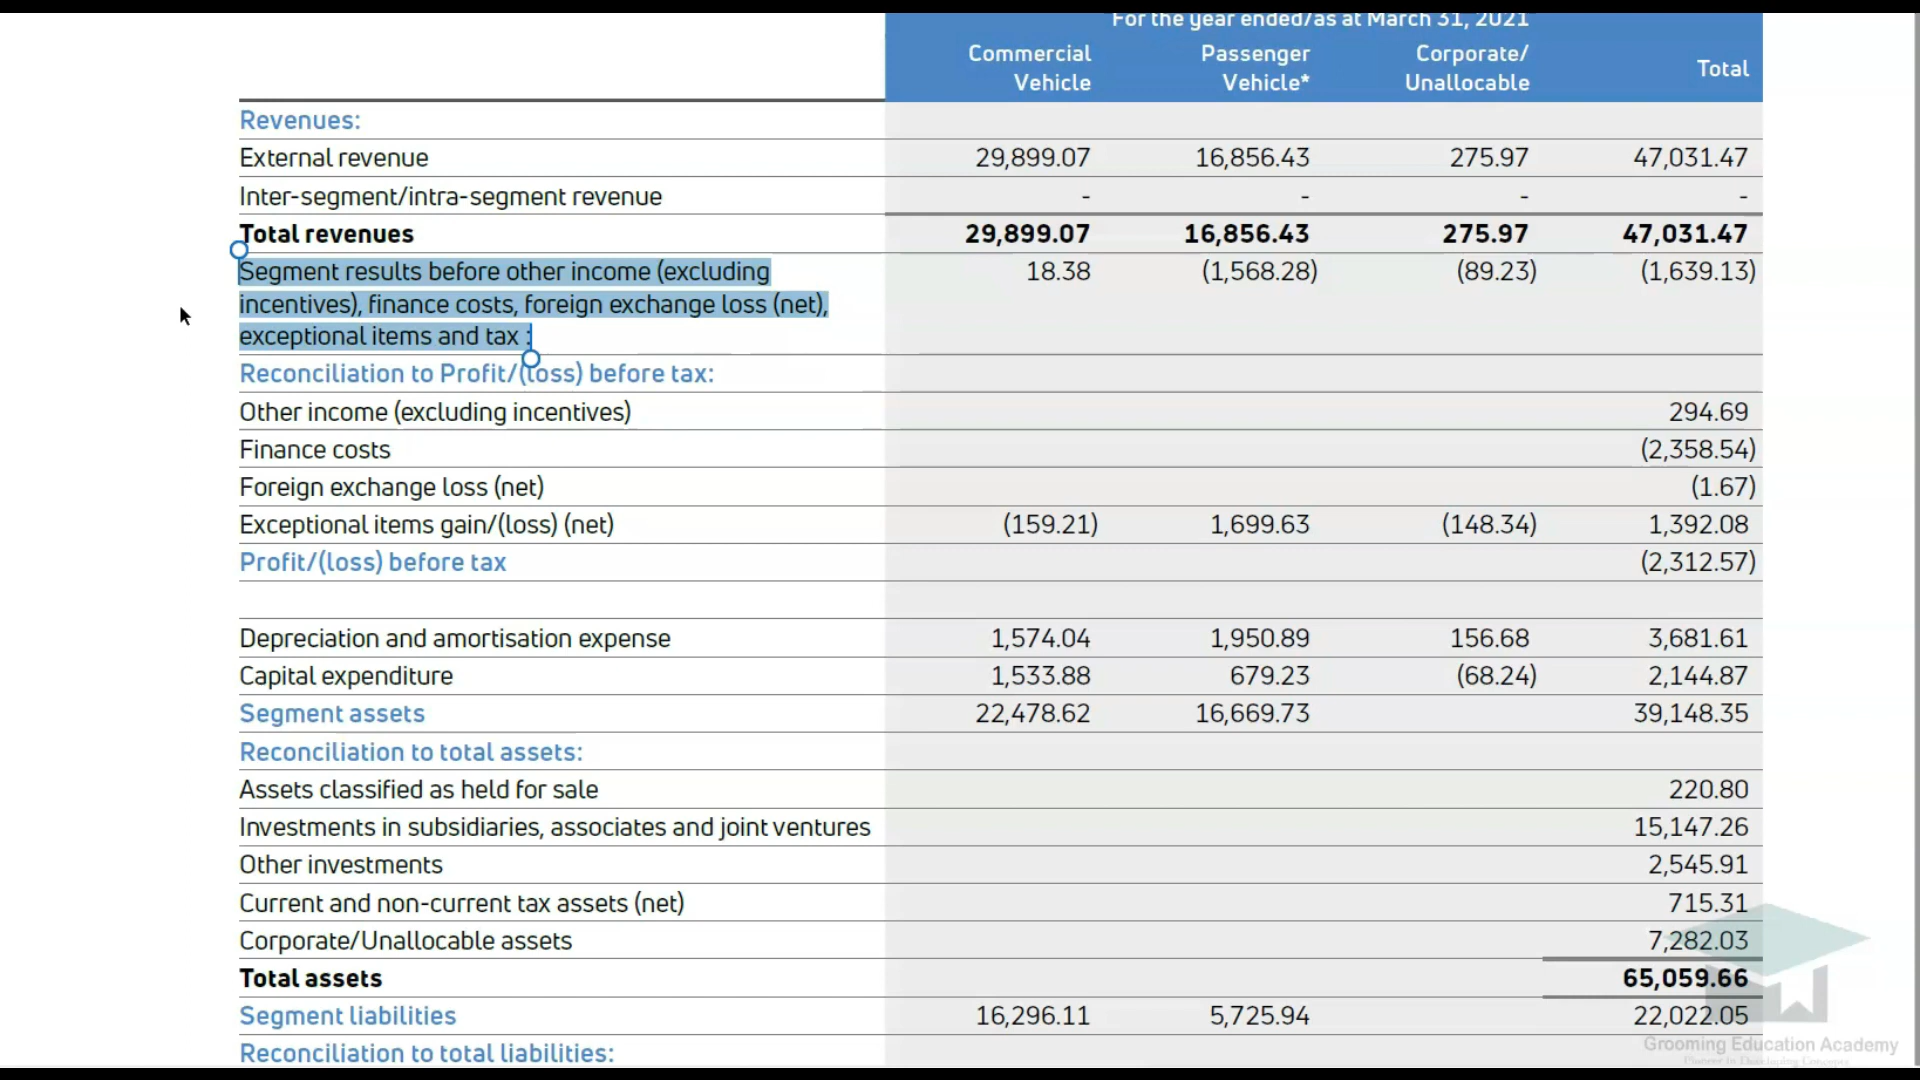 For the year ended/as at March 31, 2021
Commercial Vehicle Passenger Vehicle* Corporate/ Unallocable Total
Revenues:
External revenue 29,899.07 16,856.43 275.97 47,031.47
Inter-segment/intra-segment revenue - - - -
Total revenues 29,899.07 16,856.43 275.97 47,031.47
Segment results before other income (excluding 18.38 (1,568.28) (89.23) (1,639.13)
incentives), finance costs, foreign exchange loss (net),
exceptional items and tax :
Reconciliation to Profit/(loss) before tax:
Other income (excluding incentives) 294.69
Finance costs (2,358.54)
Foreign exchange loss (net) (1.67)
Exceptional items gain/(loss) (net) (159.21) 1,699.63 (148.34) 1,392.08
Profit/(loss) before tax (2,312.57)
Depreciation and amortisation expense 1,574.04 1,950.89 156.68 3,681.61
Capital expenditure 1,533.88 679.23 (68.24) 2,144.87
Segment assets 22,478.62 16,669.73 39,148.35
Reconciliation to total assets:
Assets classified as held for sale 220.80
Investments in subsidiaries, associates and joint ventures 15,147.26
Other investments 2,545.91
Current and non-current tax assets (net) 715.31
Corporate/Unallocable assets 7,282.03
Total assets 65,059.66
Segment liabilities 16,296.11 5,725.94 22,022.05
Grooming Education Academy
Reconciliation to total liabilities: